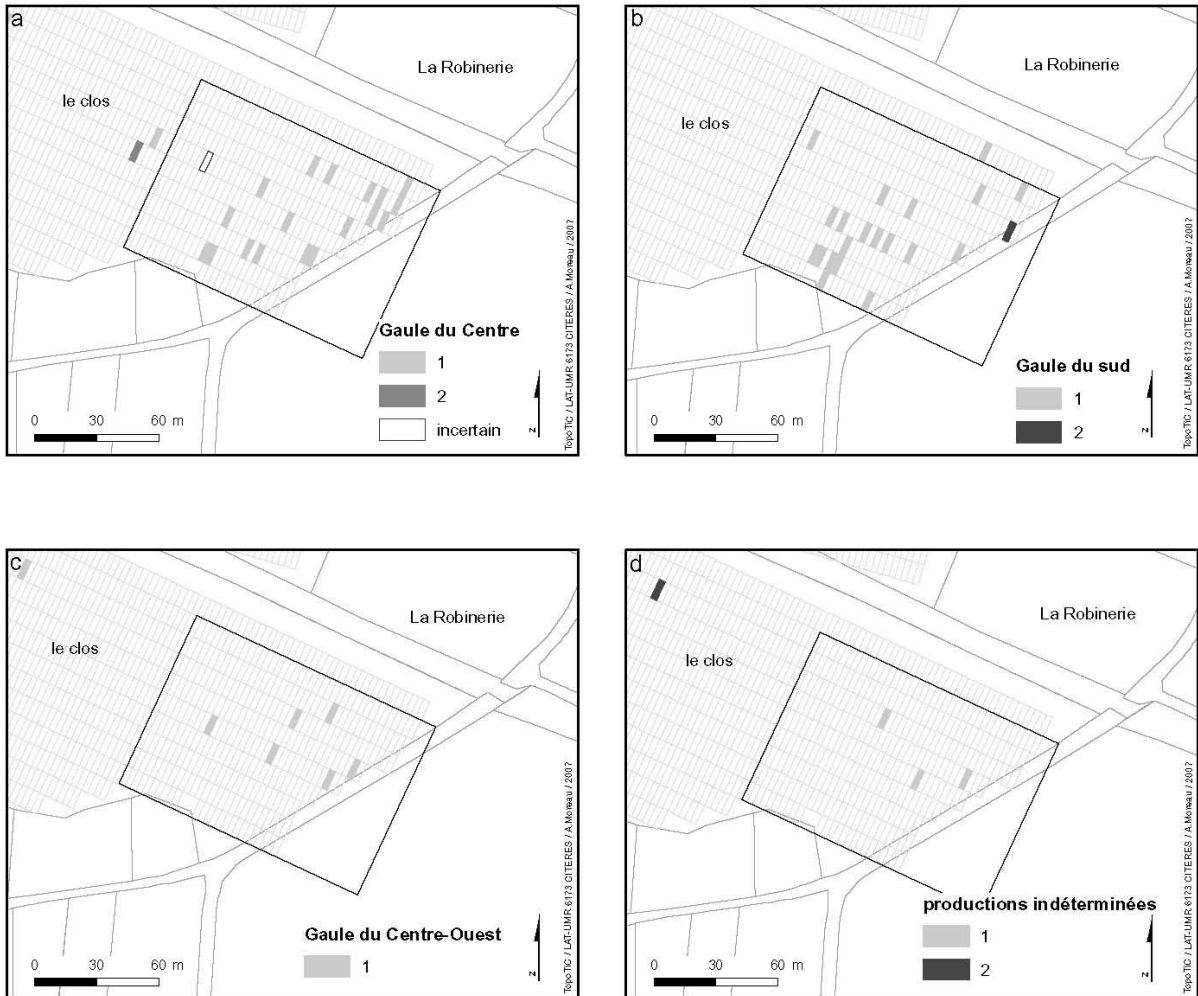 a
La Robinerie
le clos
Gaule du Centre
1
2
incertain
0 30 60 m
N
TopoTiC / LAT-UMR 6173 CITERES / A.Moreau / 2007
b
La Robinerie
le clos
Gaule du sud
1
2
0 30 60 m
N
TopoTiC / LAT-UMR 6173 CITERES / A.Moreau / 2007
c
La Robinerie
le clos
Gaule du Centre-Ouest
1
0 30 60 m
N
TopoTiC / LAT-UMR 6173 CITERES / A.Moreau / 2007
d
La Robinerie
le clos
productions indéterminées
1
2
0 30 60 m
N
TopoTiC / LAT-UMR 6173 CITERES / A.Moreau / 2007